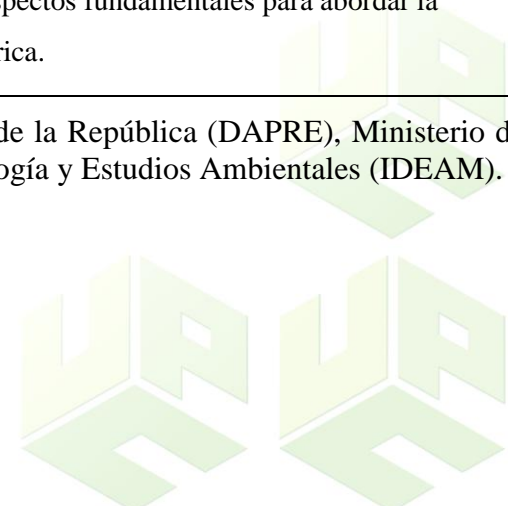 aspectos fundamentales para abordar la
rica.
de la República (DAPRE), Ministerio d
ogía y Estudios Ambientales (IDEAM).